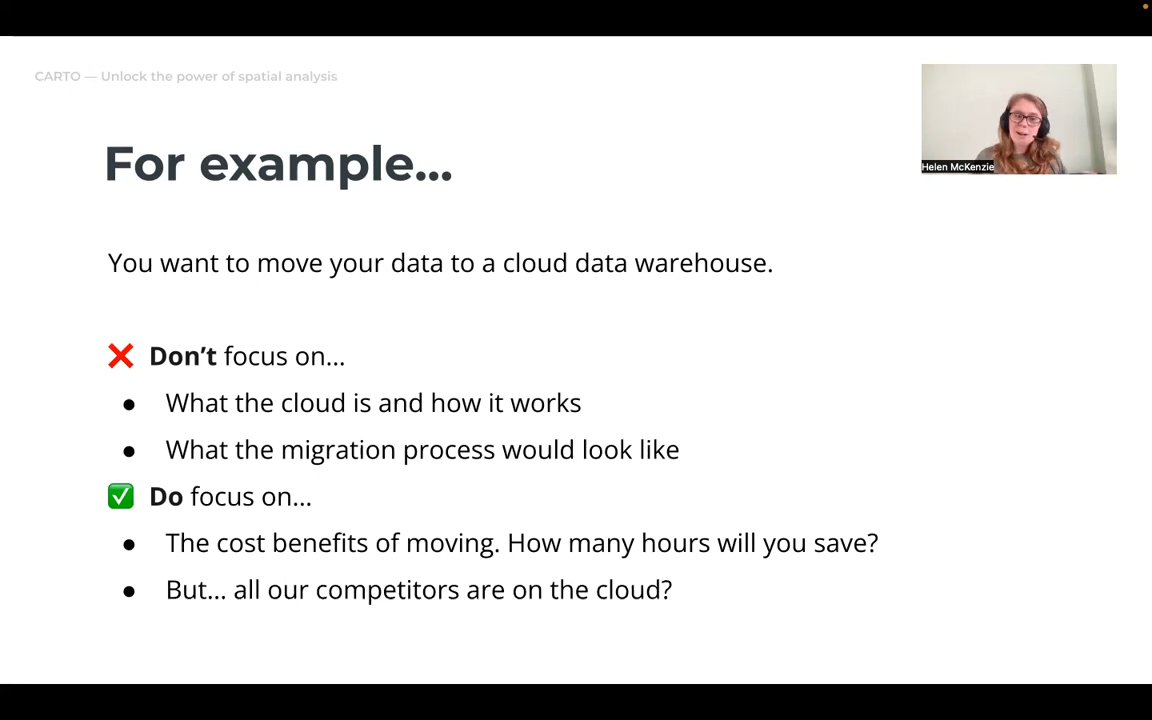 CARTO — Unlock the power of spatial analysis
For example...
Helen McKenzie
You want to move your data to a cloud data warehouse.
❌ Don’t focus on...
● What the cloud is and how it works
● What the migration process would look like
✅ Do focus on...
● The cost benefits of moving. How many hours will you save?
● But... all our competitors are on the cloud?